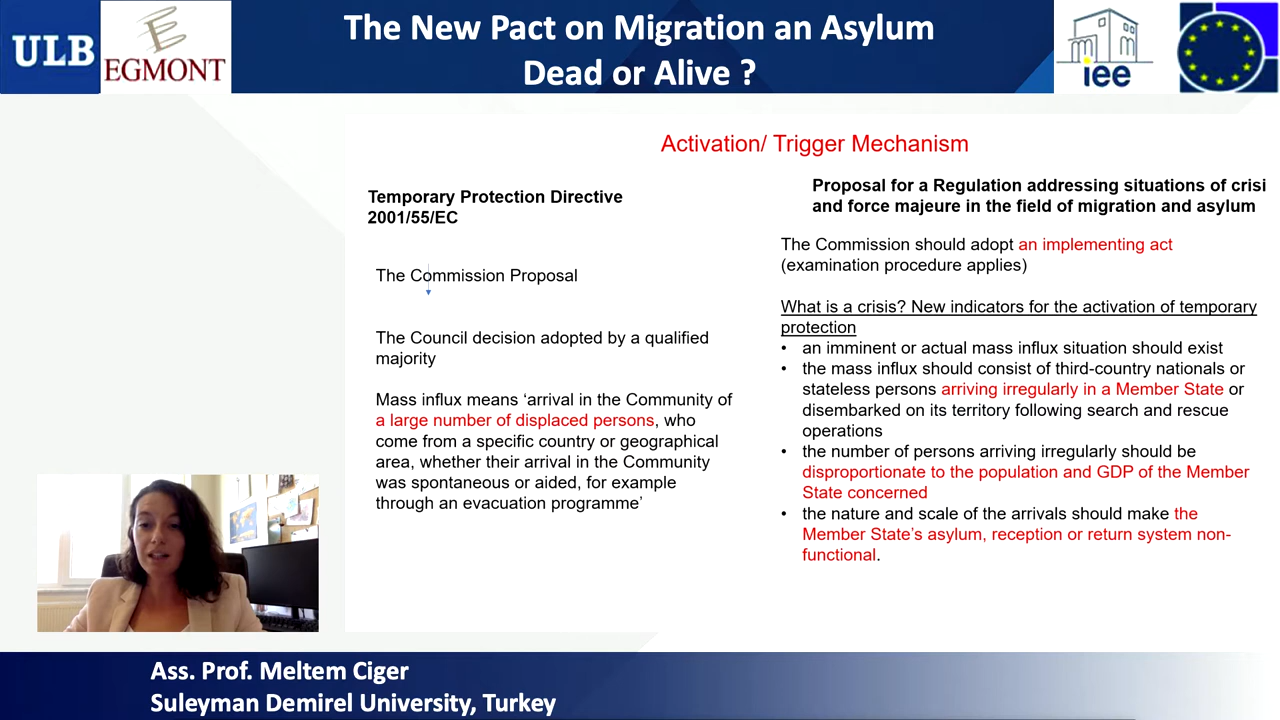 ULB
EGMONT
The New Pact on Migration an Asylum
Dead or Alive ?
iee
Activation/ Trigger Mechanism
Temporary Protection Directive
2001/55/EC
The Commission Proposal
The Council decision adopted by a qualified
majority
Mass influx means ‘arrival in the Community of
a large number of displaced persons, who
come from a specific country or geographical
area, whether their arrival in the Community
was spontaneous or aided, for example
through an evacuation programme’
Proposal for a Regulation addressing situations of crisi
and force majeure in the field of migration and asylum
The Commission should adopt an implementing act
(examination procedure applies)
What is a crisis? New indicators for the activation of temporary
protection
• an imminent or actual mass influx situation should exist
• the mass influx should consist of third-country nationals or
stateless persons arriving irregularly in a Member State or
disembarked on its territory following search and rescue
operations
• the number of persons arriving irregularly should be
disproportionate to the population and GDP of the Member
State concerned
• the nature and scale of the arrivals should make the
Member State’s asylum, reception or return system non-
functional.
Ass. Prof. Meltem Ciger
Suleyman Demirel University, Turkey